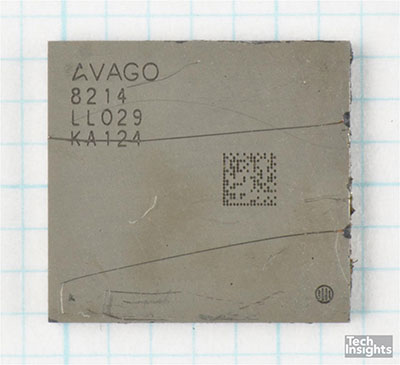 AVAGO
8214
LL029
KA124
Tech
Insights